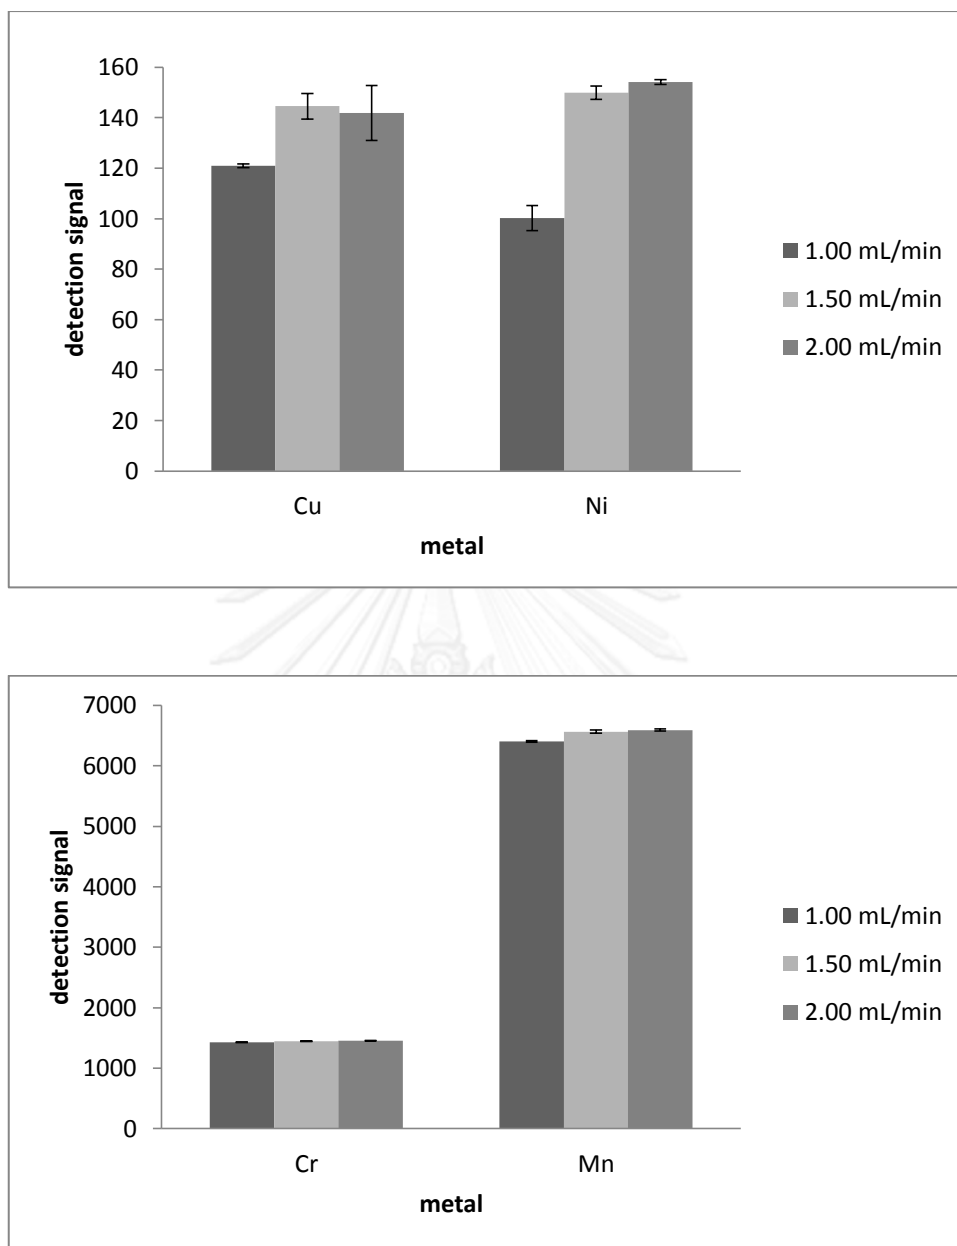 160
140
120
100
80
60
40
20
0
detection signal
Cu
Ni
metal
1.00 mL/min
1.50 mL/min
2.00 mL/min
7000
6000
5000
4000
3000
2000
1000
0
detection signal
Cr
Mn
metal
1.00 mL/min
1.50 mL/min
2.00 mL/min